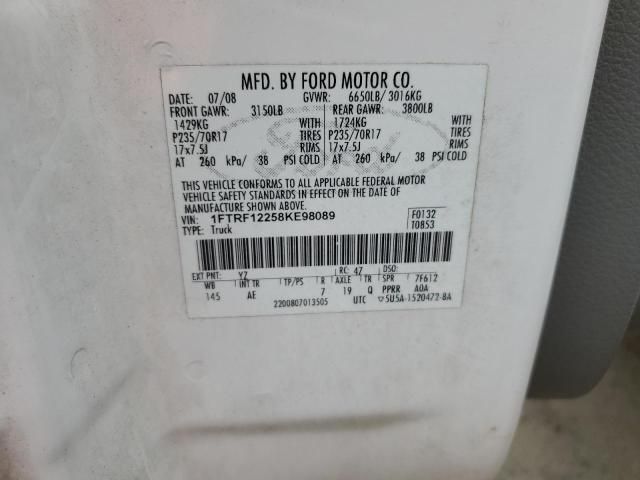 MFD. BY FORD MOTOR CO.
DATE: 07/08 GVWR: 6650LB/ 3016KG
FRONT GAWR: 3150LB REAR GAWR: 3800LB
1429KG WITH 1724KG WITH
P235/70R17 TIRES P235/70R17 TIRES
17x7.5J RIMS 17x7.5J RIMS
AT 260 kPa/ 38 PSI COLD AT 260 kPa/ 38 PSI COLD
THIS VEHICLE CONFORMS TO ALL APPLICABLE FEDERAL MOTOR
VEHICLE SAFETY STANDARDS IN EFFECT ON THE DATE OF
MANUFACTURE SHOWN ABOVE.
VIN: 1FTRF12258KE98089 F0132
TYPE: Truck T0853
EXT PNT: YZ RC: 47 DSO:
WB INT TR TP/PS R AXLE TR SPR 7F612
145 AE 7 19 Q PPRR A0A
2200807013505 UTC ▽5U5A-1520472-BA